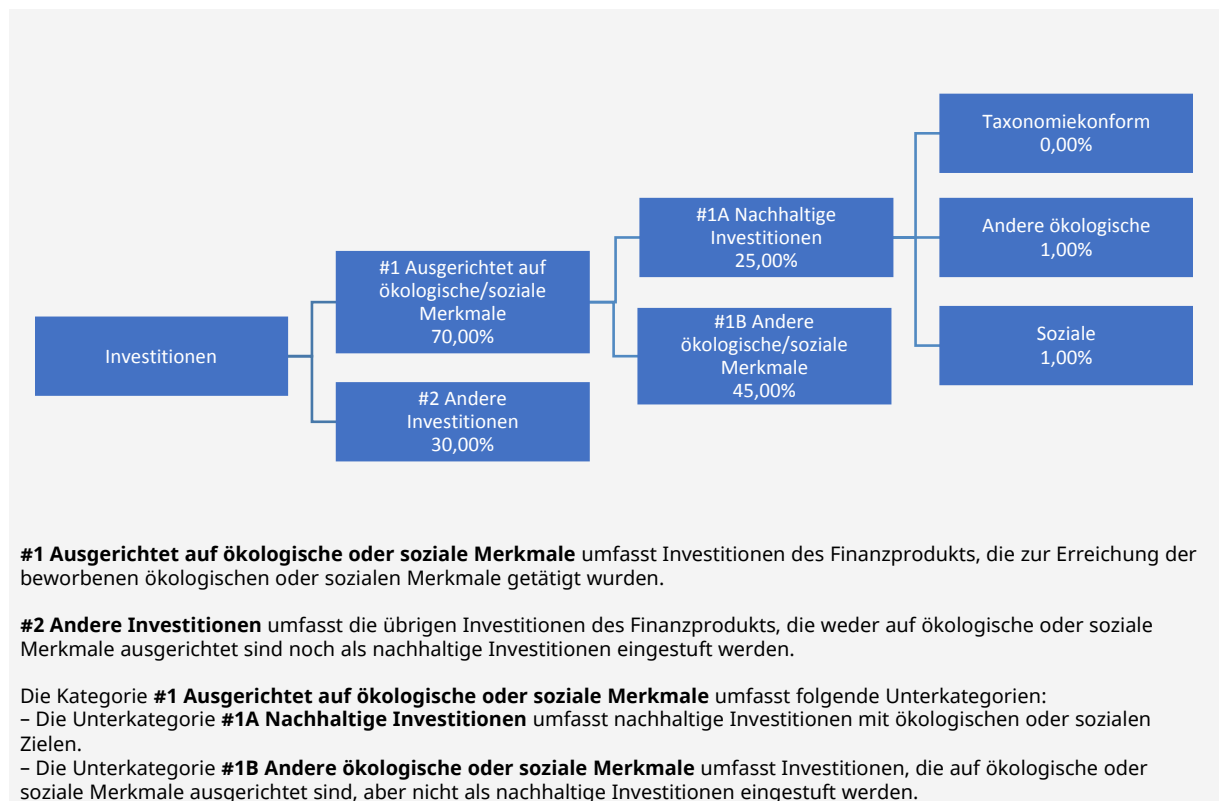 Taxonomiekonform
0,00%
#1A Nachhaltige
Investitionen
25,00%
Andere ökologische
1,00%
#1 Ausgerichtet auf
ökologische/soziale
Merkmale
70,00%
#1B Andere
ökologische/soziale
Merkmale
45,00%
Soziale
1,00%
Investitionen
#2 Andere
Investitionen
30,00%
#1 Ausgerichtet auf ökologische oder soziale Merkmale umfasst Investitionen des Finanzprodukts, die zur Erreichung der
beworbenen ökologischen oder sozialen Merkmale getätigt wurden.
#2 Andere Investitionen umfasst die übrigen Investitionen des Finanzprodukts, die weder auf ökologische oder soziale
Merkmale ausgerichtet sind noch als nachhaltige Investitionen eingestuft werden.
Die Kategorie #1 Ausgerichtet auf ökologische oder soziale Merkmale umfasst folgende Unterkategorien:
– Die Unterkategorie #1A Nachhaltige Investitionen umfasst nachhaltige Investitionen mit ökologischen oder sozialen
Zielen.
– Die Unterkategorie #1B Andere ökologische oder soziale Merkmale umfasst Investitionen, die auf ökologische oder
soziale Merkmale ausgerichtet sind, aber nicht als nachhaltige Investitionen eingestuft werden.